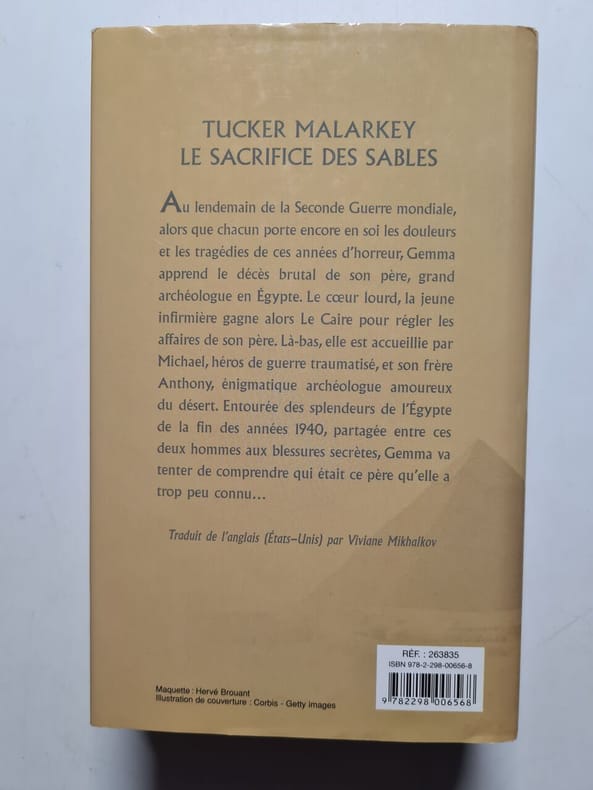 TUCKER MALARKEY
LE SACRIFICE DES SABLES
Au lendemain de la Seconde Guerre mondiale,
alors que chacun porte encore en soi les douleurs
et les tragédies de ces années d'horreur, Gemma
apprend le décès brutal de son père, grand
archéologue en Égypte. Le cœur lourd, la jeune
infirmière gagne alors Le Caire pour régler les
affaires de son père. Là-bas, elle est accueillie par
Michael, héros de guerre traumatisé, et son frère
Anthony, énigmatique archéologue amoureux
du désert. Entourée des splendeurs de l'Égypte
de la fin des années 1940, partagée entre ces
deux hommes aux blessures secrètes, Gemma va
tenter de comprendre qui était ce père qu'elle a
trop peu connu…
Traduit de l'anglais (États-Unis) par Viviane Mikhalkov
RÉF. : 263835
ISBN 978-2-298-00656-8
9 782298 006568
Maquette : Hervé Brouant
Illustration de couverture : Corbis - Getty images